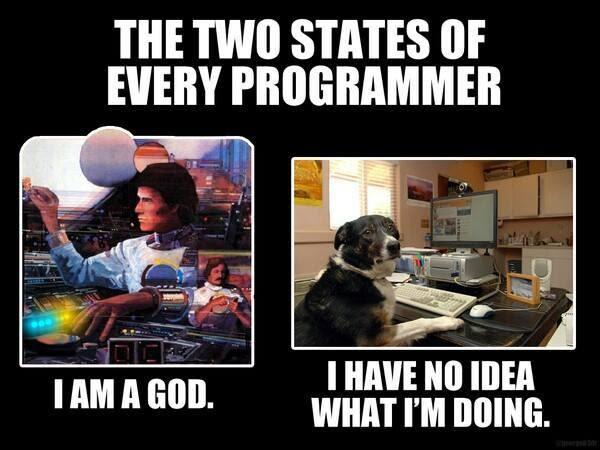 THE TWO STATES OF
EVERY PROGRAMMER
I AM A GOD.
I HAVE NO IDEA
WHAT I'M DOING.